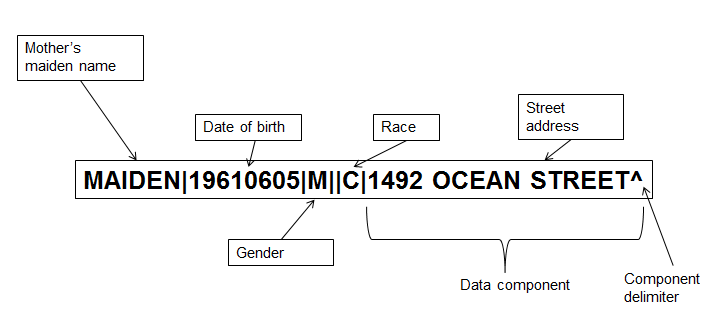 Mother's
maiden name
Date of birth
Race
Street
address
MAIDEN|19610605|M||C|1492 OCEAN STREET^
Gender
Data component
Component
delimiter